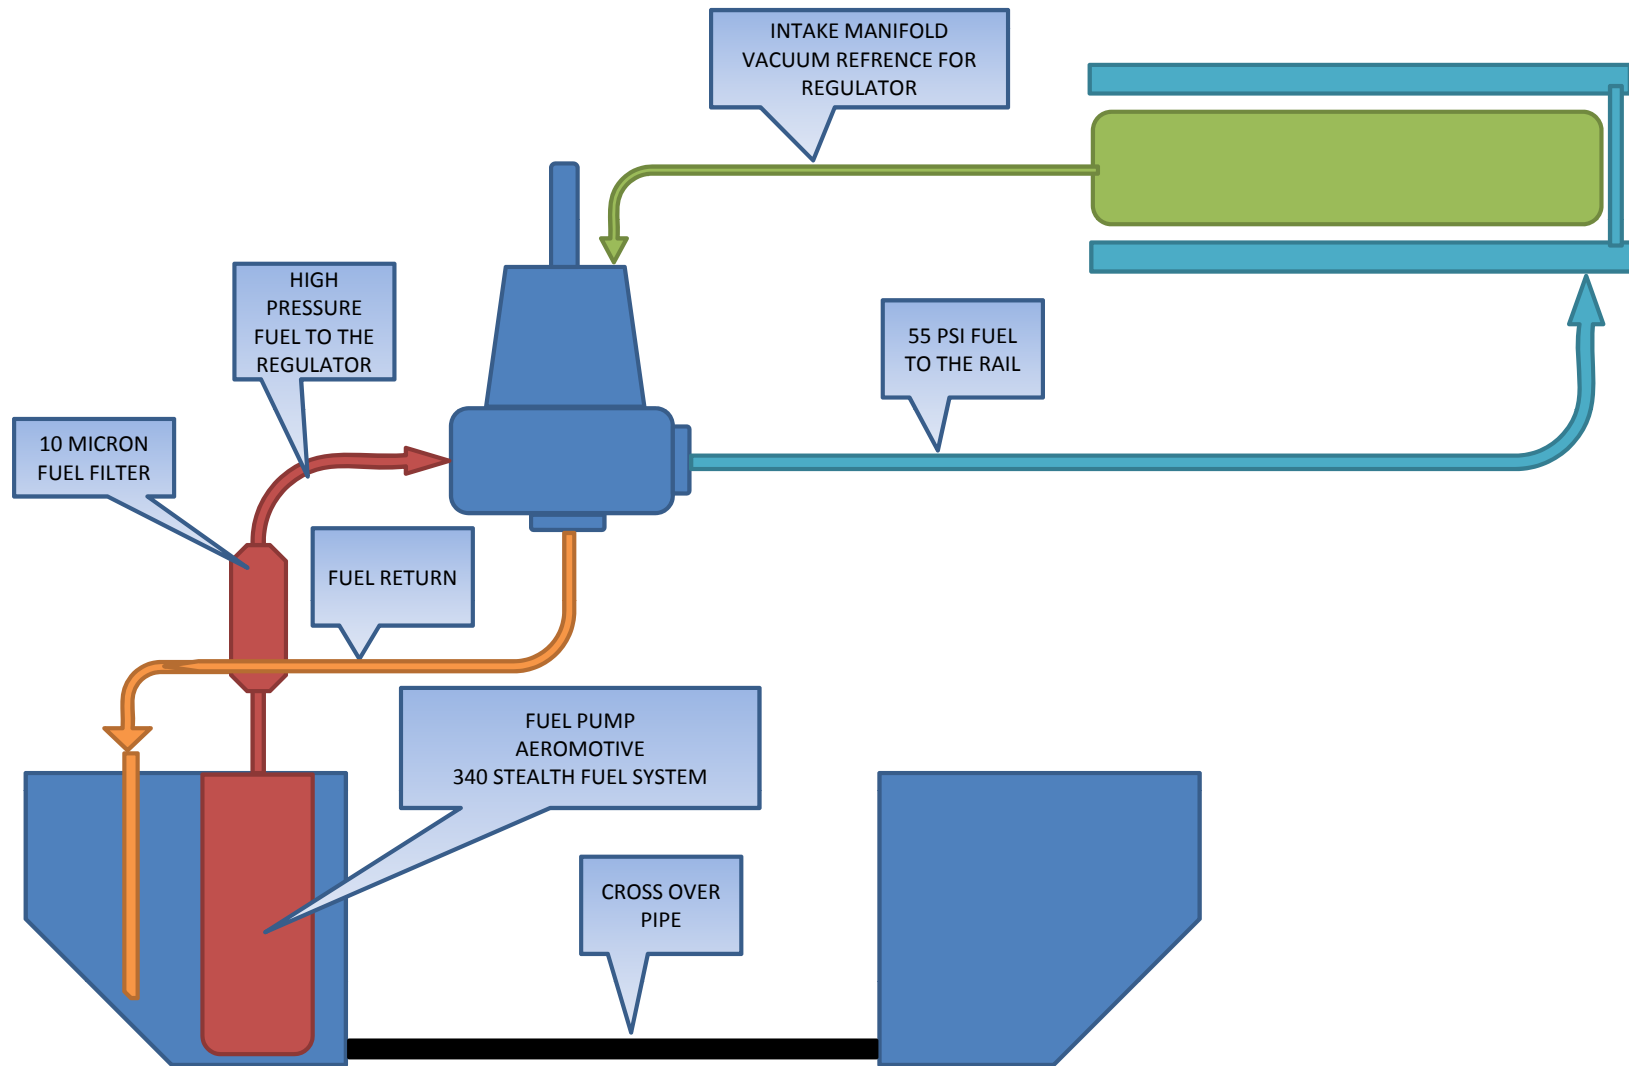 INTAKE MANIFOLD
VACUUM REFRENCE FOR
REGULATOR
HIGH
PRESSURE
FUEL TO THE
REGULATOR
55 PSI FUEL
TO THE RAIL
10 MICRON
FUEL FILTER
FUEL RETURN
FUEL PUMP
AEROMOTIVE
340 STEALTH FUEL SYSTEM
CROSS OVER
PIPE